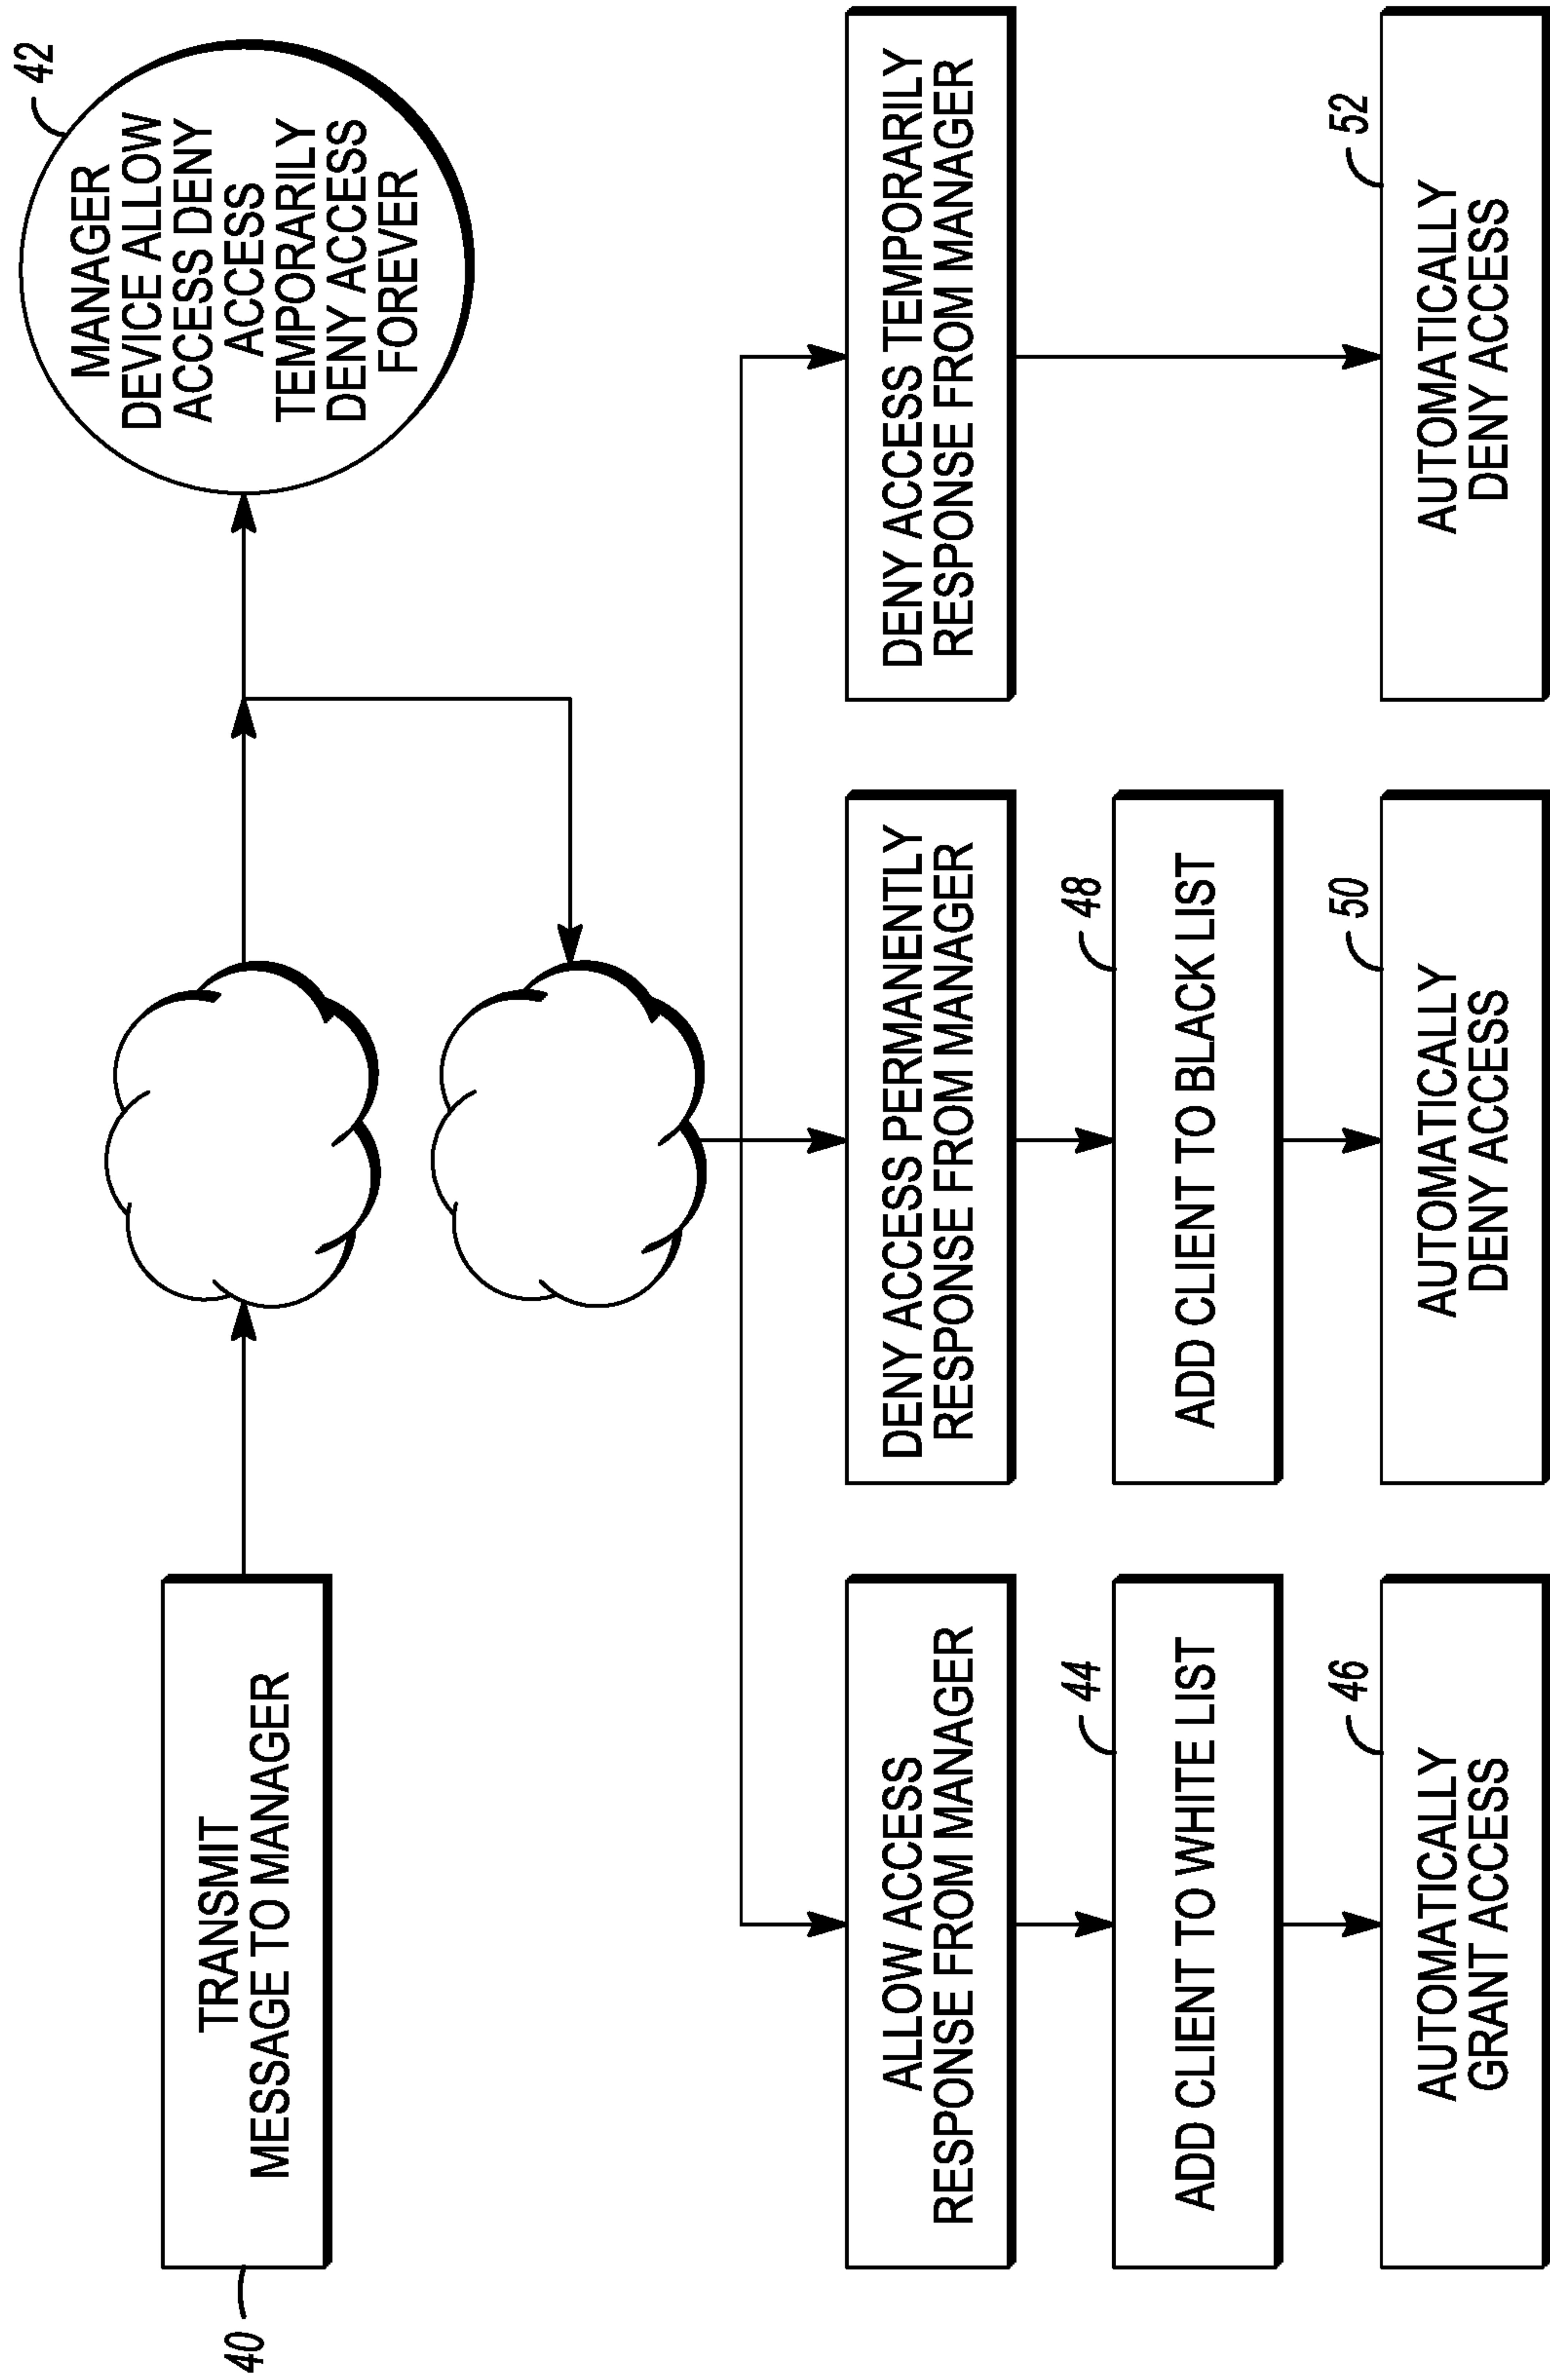 40
TRANSMIT
MESSAGE TO MANAGER
42
MANAGER
DEVICE ALLOW
ACCESS DENY
ACCESS
TEMPORARILY
DENY ACCESS
FOREVER
ALLOW ACCESS
RESPONSE FROM MANAGER
DENY ACCESS PERMANENTLY
RESPONSE FROM MANAGER
DENY ACCESS TEMPORARILY
RESPONSE FROM MANAGER
44
ADD CLIENT TO WHITE LIST
48
ADD CLIENT TO BLACK LIST
46
AUTOMATICALLY
GRANT ACCESS
50
AUTOMATICALLY
DENY ACCESS
52
AUTOMATICALLY
DENY ACCESS